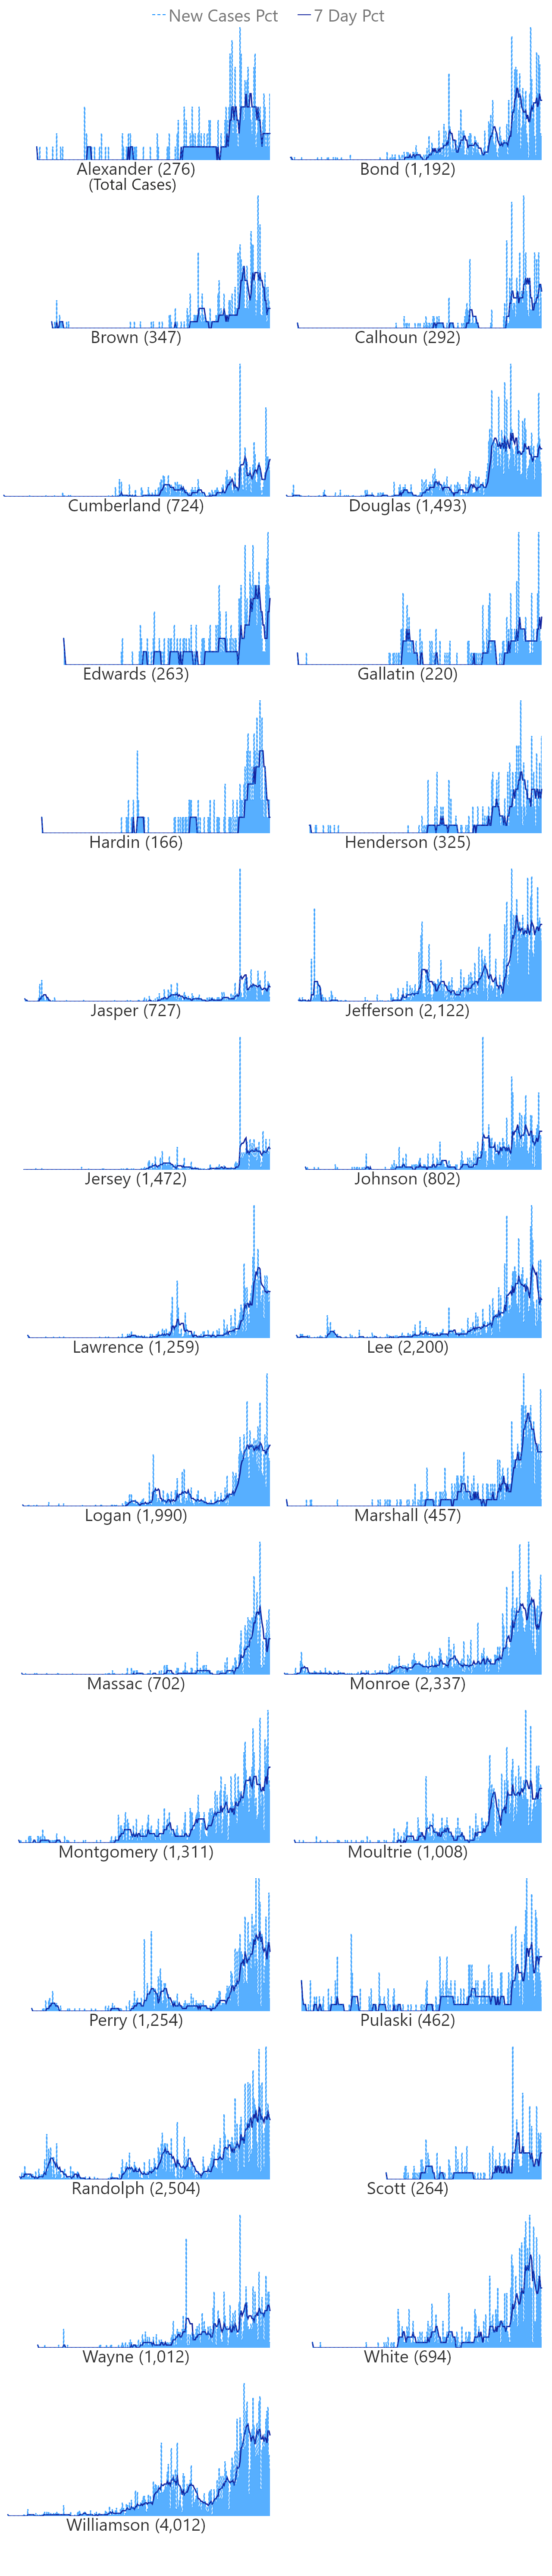 New Cases Pct 7 Day Pct
Alexander (276) Bond (1,192)
(Total Cases)
Brown (347) Calhoun (292)
Cumberland (724) Douglas (1,493)
Edwards (263) Gallatin (220)
Hardin (166) Henderson (325)
Jasper (727) Jefferson (2,122)
Jersey (1,472) Johnson (802)
Lawrence (1,259) Lee (2,200)
Logan (1,990) Marshall (457)
Massac (702) Monroe (2,337)
Montgomery (1,311) Moultrie (1,008)
Perry (1,254) Pulaski (462)
Randolph (2,504) Scott (264)
Wayne (1,012) White (694)
Williamson (4,012)